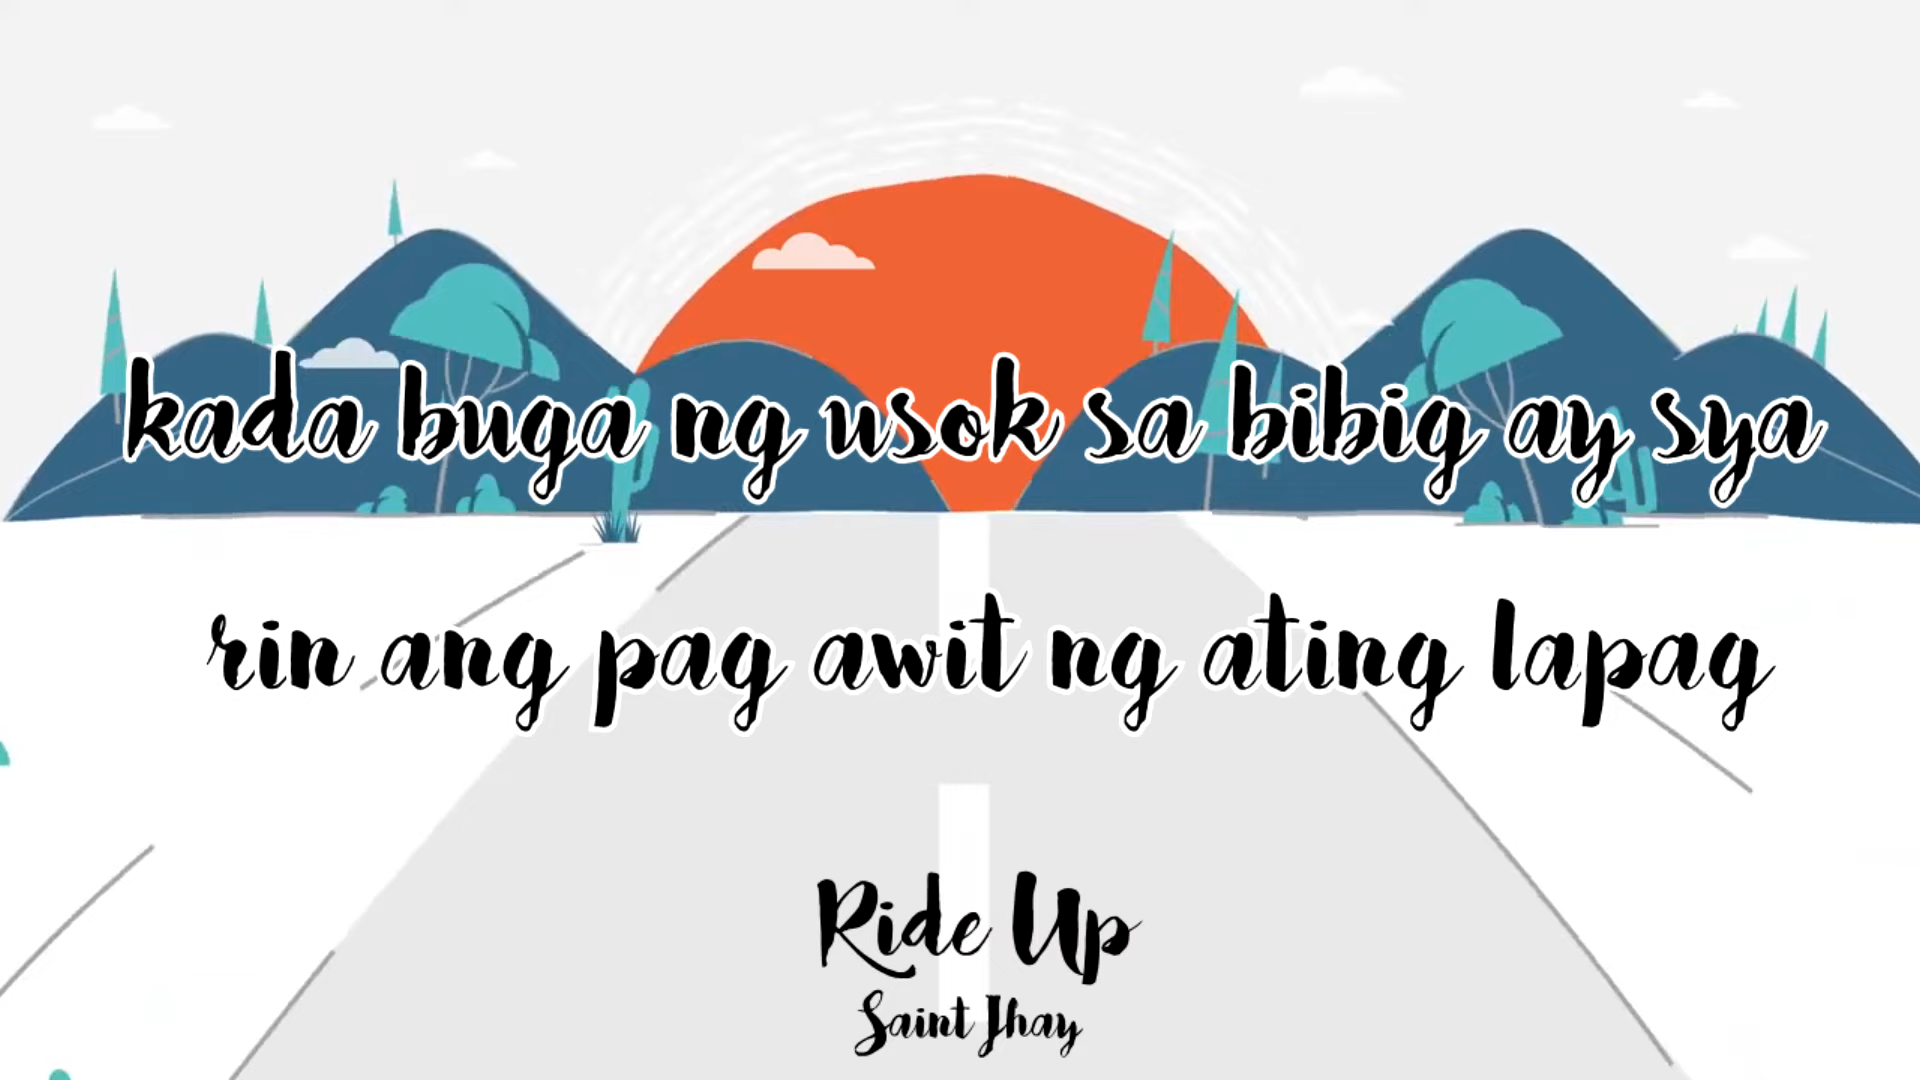 kada buga ng usok sa bibig ay sya
rin ang pag awit ng ating lapag
Ride Up
Saint Jhay